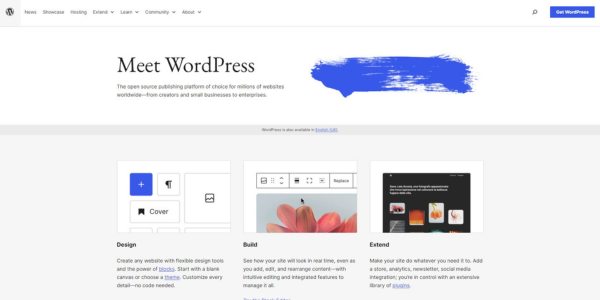 News Showcase Hosting Extend Learn Community About Get WordPress
Meet WordPress
The open source publishing platform of choice for millions of websites
worldwide—from creators and small businesses to enterprises.
WordPress is also available in English (UK).
Cover
Replace
Design
Create any website with flexible design tools
and the power of blocks. Start with a blank
canvas or choose a theme. Customize every
detail—no code needed.
Build
See how your site will look in real time, even as
you add, edit, and rearrange content—with
intuitive editing and integrated features to
manage it all.
Extend
Make your site do whatever you need it to. Add
a store, analytics, newsletter, social media
integration; you're in control with an extensive
library of plugins.